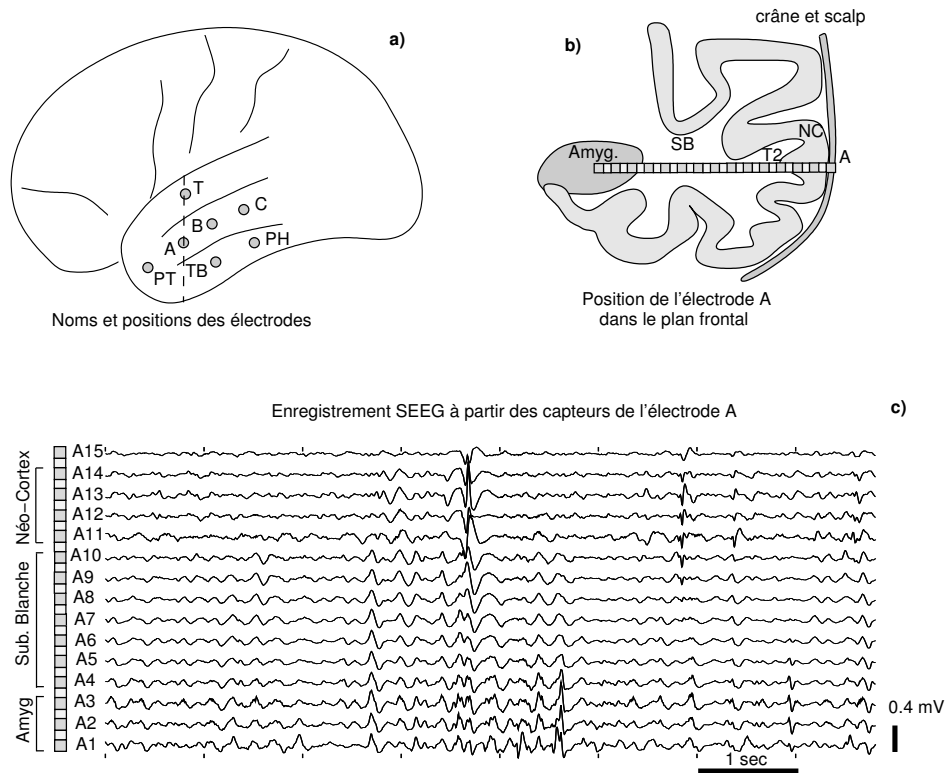 a)
T
C
B
A
PH
PT
TB
Noms et positions des électrodes
crâne et scalp
b)
NC
SB
Amyg.
T2
A
Position de l'électrode A
dans le plan frontal
Enregistrement SEEG à partir des capteurs de l'électrode A
c)
Néo−Cortex
Sub. Blanche
Amyg
A15
A14
A13
A12
A11
A10
A9
A8
A7
A6
A5
A4
A3
A2
A1
0.4 mV
1 sec